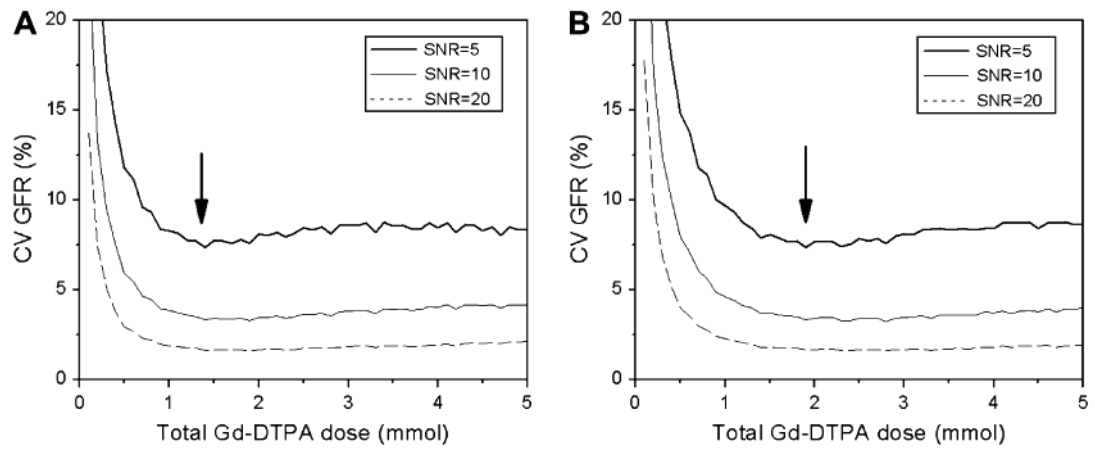 A
20
15
10
5
0
CV GFR (%)
SNR=5
SNR=10
SNR=20
0 1 2 3 4 5
Total Gd-DTPA dose (mmol)
B
20
15
10
5
0
CV GFR (%)
SNR=5
SNR=10
SNR=20
0 1 2 3 4 5
Total Gd-DTPA dose (mmol)